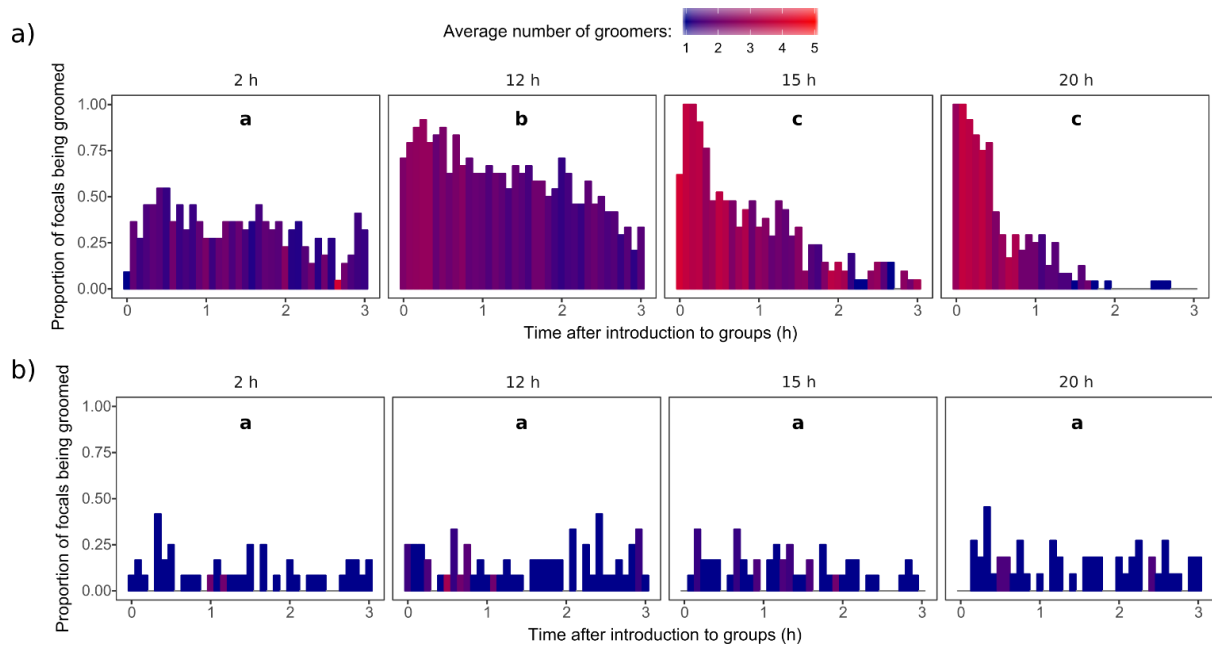 a)
Average number of groomers:
1 2 3 4 5
Proportion of focals being groomed
2 h 12 h 15 h 20 h
1.00
0.75
0.50
0.25
0.00
a b c c
0 1 2 3 0 1 2 3 0 1 2 3 0 1 2 3
Time after introduction to groups (h)
b)
Proportion of focals being groomed
2 h 12 h 15 h 20 h
1.00
0.75
0.50
0.25
0.00
a a a a
0 1 2 3 0 1 2 3 0 1 2 3 0 1 2 3
Time after introduction to groups (h)